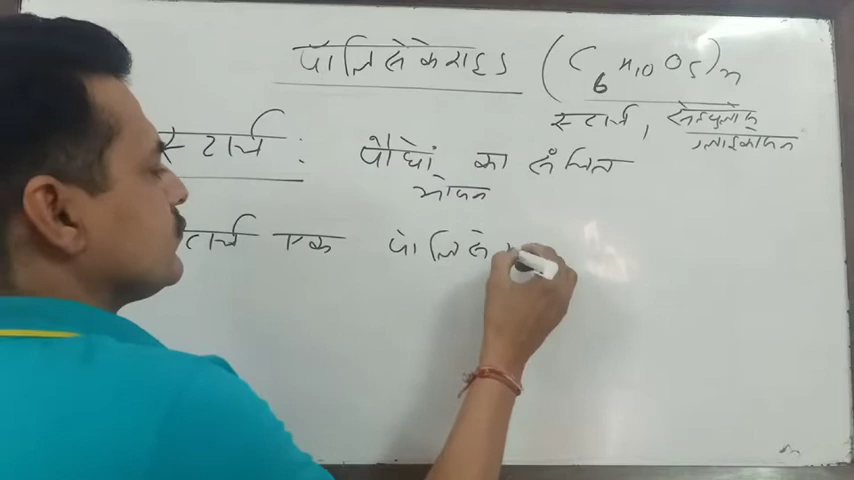 पॉलिसेकेराइड (C6H10O5)n
स्टार्च, सेल्युलोज
ग्लाइकोजन
स्टार्च : पौधों का संचित
भोजन
स्टार्च एक पॉलिसे